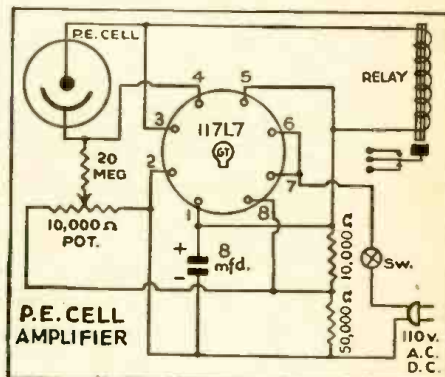 P.E. CELL
4
5
RELAY
3
117L7
GT
6
2
7
20
MEG
1
8
10,000 Ω
POT.
+
8
-
mfd.
10,000 Ω
Sw.
P.E. CELL
AMPLIFIER
50,000 Ω
110 v.
A.C.
D.C.